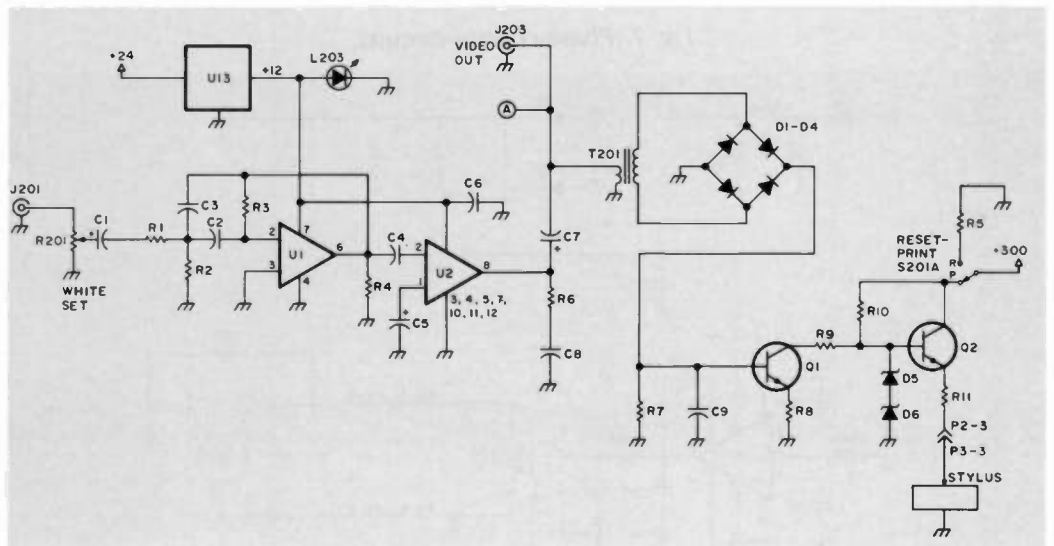 J203
VIDEO
OUT
+24
U13
+12
L203
A
D1-D4
T201
J201
C3
R3
C6
C1
R1
C2
R201
WHITE
SET
R2
2
3
U1
7
6
4
C4
R4
2
1
U2
8
3, 4, 5, 7,
10, 11, 12
C5
C7
+
R6
C8
R5
RESET-
PRINT
S201A
R
P
+300
R10
R9
Q1
Q2
D5
D6
R7
C9
R8
R11
P2-3
P3-3
STYLUS